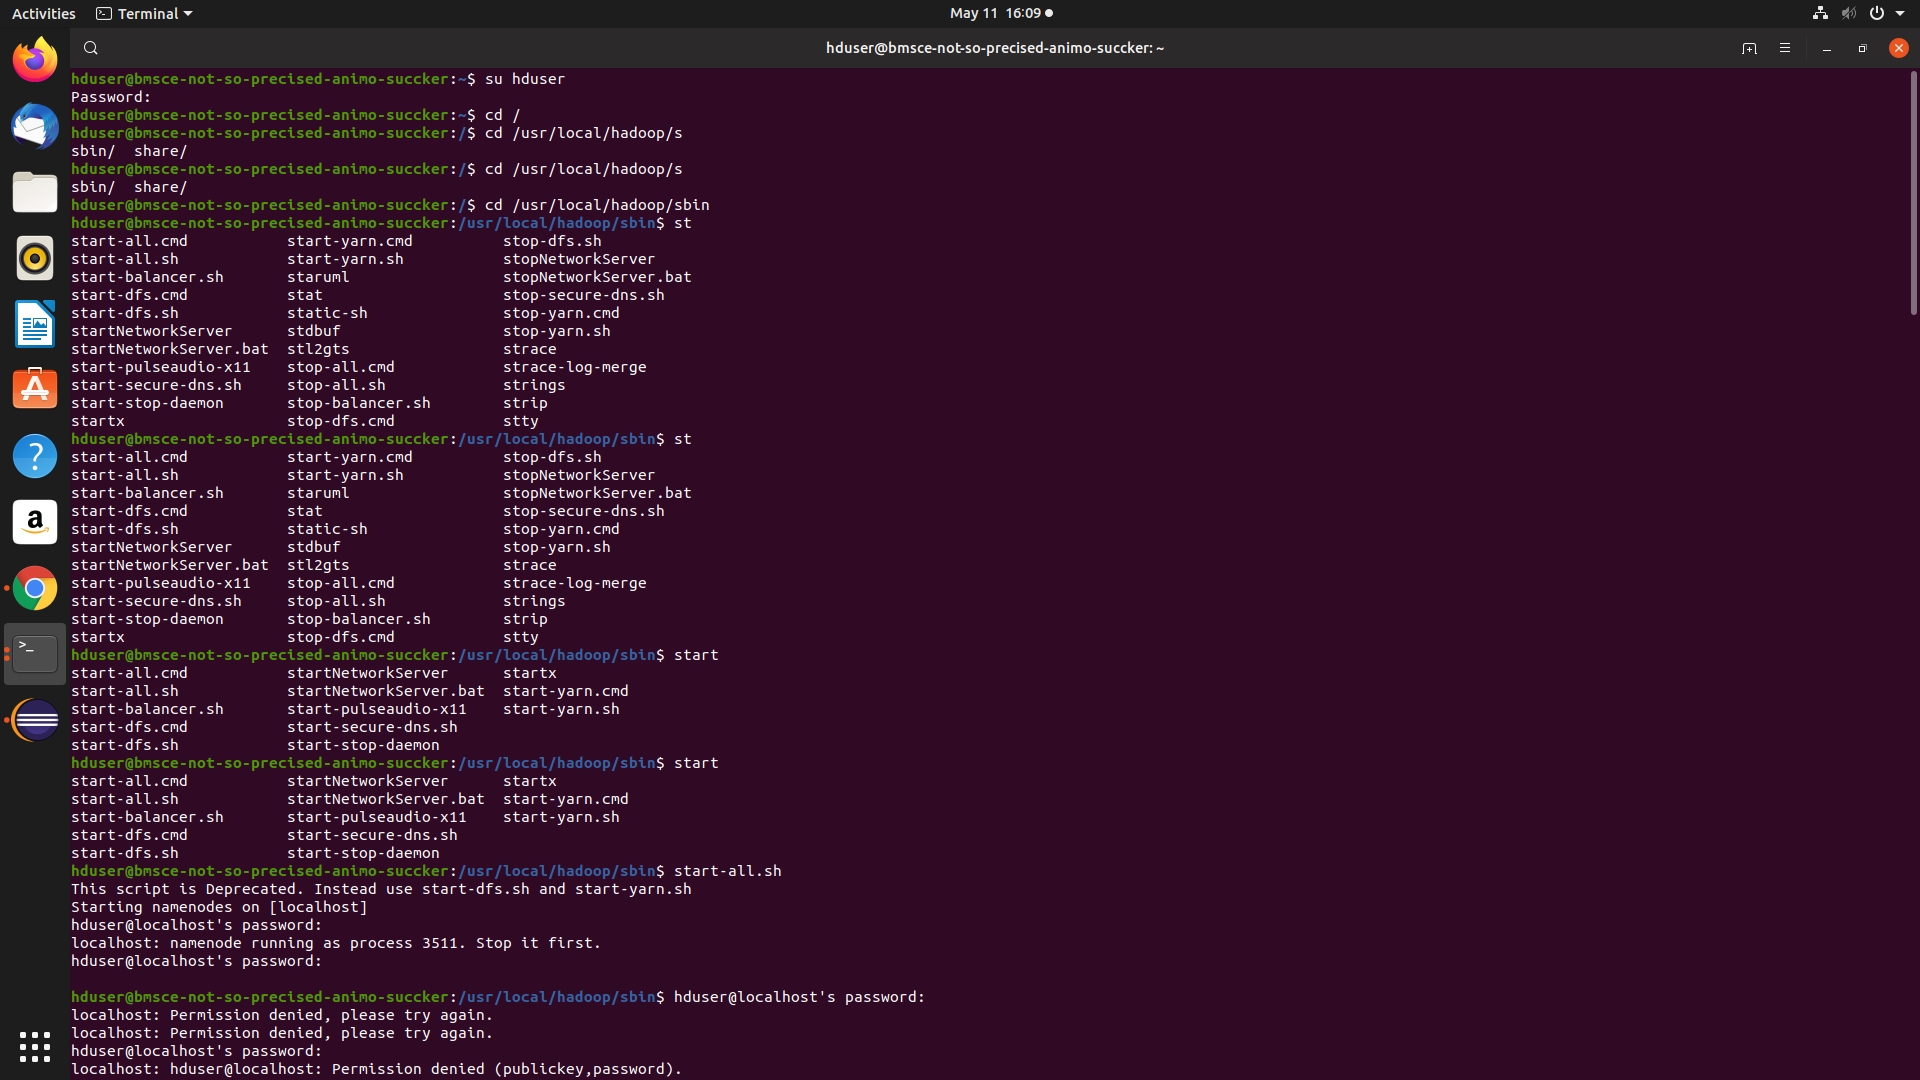 Activities Terminal May 11 16:09
hduser@bmsce-not-so-precised-animo-succker: ~
hduser@bmsce-not-so-precised-animo-succker:~$ su hduser
Password:
hduser@bmsce-not-so-precised-animo-succker:~$ cd /
hduser@bmsce-not-so-precised-animo-succker:/$ cd /usr/local/hadoop/s
sbin/  share/
hduser@bmsce-not-so-precised-animo-succker:/$ cd /usr/local/hadoop/s
sbin/  share/
hduser@bmsce-not-so-precised-animo-succker:/$ cd /usr/local/hadoop/sbin
hduser@bmsce-not-so-precised-animo-succker:/usr/local/hadoop/sbin$ st
start-all.cmd           start-yarn.cmd          stop-dfs.sh
start-all.sh            start-yarn.sh           stopNetworkServer
start-balancer.sh       staruml                 stopNetworkServer.bat
start-dfs.cmd           stat                    stop-secure-dns.sh
start-dfs.sh            static-sh               stop-yarn.cmd
startNetworkServer      stdbuf                  stop-yarn.sh
startNetworkServer.bat  stl2gts                 strace
start-pulseaudio-x11    stop-all.cmd            strace-log-merge
start-secure-dns.sh     stop-all.sh             strings
start-stop-daemon       stop-balancer.sh        strip
startx                  stop-dfs.cmd            stty
hduser@bmsce-not-so-precised-animo-succker:/usr/local/hadoop/sbin$ st
start-all.cmd           start-yarn.cmd          stop-dfs.sh
start-all.sh            start-yarn.sh           stopNetworkServer
start-balancer.sh       staruml                 stopNetworkServer.bat
start-dfs.cmd           stat                    stop-secure-dns.sh
start-dfs.sh            static-sh               stop-yarn.cmd
startNetworkServer      stdbuf                  stop-yarn.sh
startNetworkServer.bat  stl2gts                 strace
start-pulseaudio-x11    stop-all.cmd            strace-log-merge
start-secure-dns.sh     stop-all.sh             strings
start-stop-daemon       stop-balancer.sh        strip
startx                  stop-dfs.cmd            stty
hduser@bmsce-not-so-precised-animo-succker:/usr/local/hadoop/sbin$ start
start-all.cmd           startNetworkServer      startx
start-all.sh            startNetworkServer.bat  start-yarn.cmd
start-balancer.sh       start-pulseaudio-x11    start-yarn.sh
start-dfs.cmd           start-secure-dns.sh
start-dfs.sh            start-stop-daemon
hduser@bmsce-not-so-precised-animo-succker:/usr/local/hadoop/sbin$ start
start-all.cmd           startNetworkServer      startx
start-all.sh            startNetworkServer.bat  start-yarn.cmd
start-balancer.sh       start-pulseaudio-x11    start-yarn.sh
start-dfs.cmd           start-secure-dns.sh
start-dfs.sh            start-stop-daemon
hduser@bmsce-not-so-precised-animo-succker:/usr/local/hadoop/sbin$ start-all.sh
This script is Deprecated. Instead use start-dfs.sh and start-yarn.sh
Starting namenodes on [localhost]
hduser@localhost's password:
localhost: namenode running as process 3511. Stop it first.
hduser@localhost's password:
hduser@bmsce-not-so-precised-animo-succker:/usr/local/hadoop/sbin$ hduser@localhost's password:
localhost: Permission denied, please try again.
localhost: Permission denied, please try again.
hduser@localhost's password:
localhost: hduser@localhost: Permission denied (publickey,password).